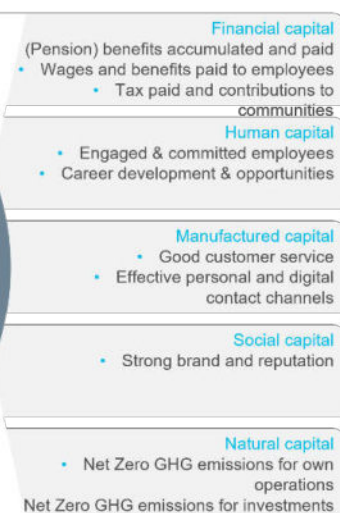 Financial capital
(Pension) benefits accumulated and paid
• Wages and benefits paid to employees
• Tax paid and contributions to
communities
Human capital
• Engaged & committed employees
• Career development & opportunities
Manufactured capital
• Good customer service
• Effective personal and digital
contact channels
Social capital
• Strong brand and reputation
Natural capital
• Net Zero GHG emissions for own
operations
Net Zero GHG emissions for investments